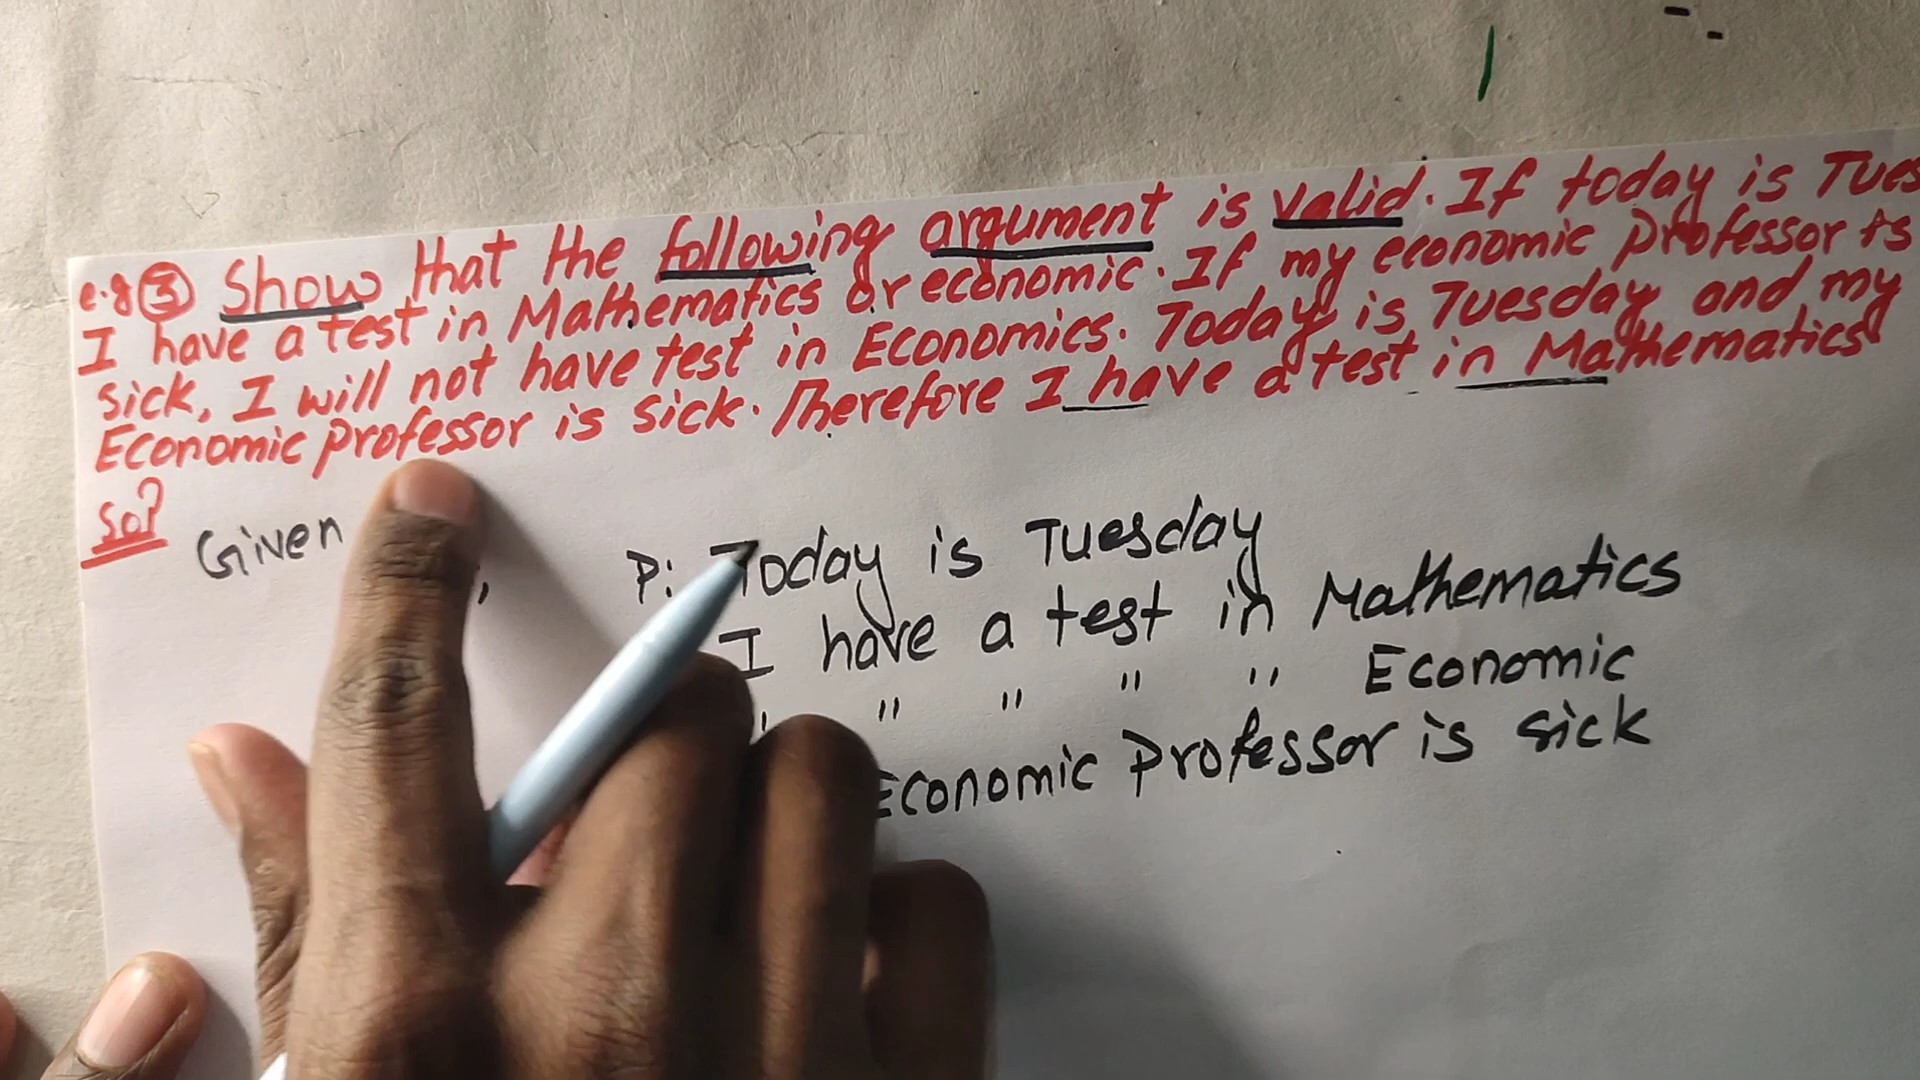 e.g ③ Show that the following argument is valid. If today is Tues
I have a test in Mathematics or economic. If my economic professor is
sick, I will not have test in Economics. Today is Tuesday and my
Economic professor is sick. Therefore I have a test in Mathematics
Sol
Given
P: Today is Tuesday
I have a test in Mathematics
" " " " Economic
Economic Professor is sick